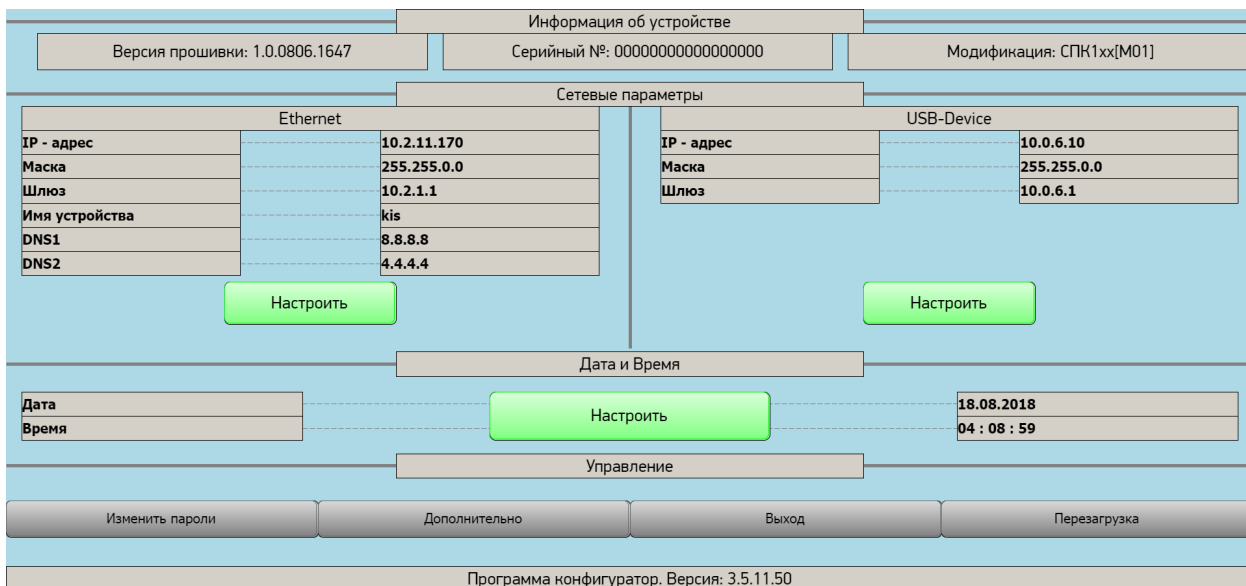 Информация об устройстве
Версия прошивки: 1.0.0806.1647
Серийный №: 00000000000000000
Модификация: СПК1хх[М01]
Сетевые параметры
Ethernet
IP - адрес 10.2.11.170
Маска 255.255.0.0
Шлюз 10.2.1.1
Имя устройства kis
DNS1 8.8.8.8
DNS2 4.4.4.4
Настроить
USB-Device
IP - адрес 10.0.6.10
Маска 255.255.0.0
Шлюз 10.0.6.1
Настроить
Дата и Время
Дата 18.08.2018
Время 04 : 08 : 59
Настроить
Управление
Изменить пароли
Дополнительно
Выход
Перезагрузка
Программа конфигуратор. Версия: 3.5.11.50